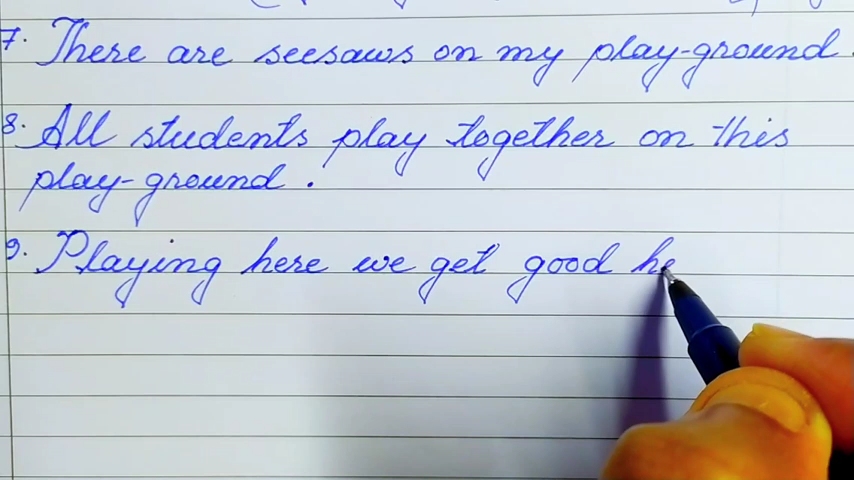 7. There are seesaws on my play-ground.
8. All students play together on this
play-ground.
9. Playing here we get good he